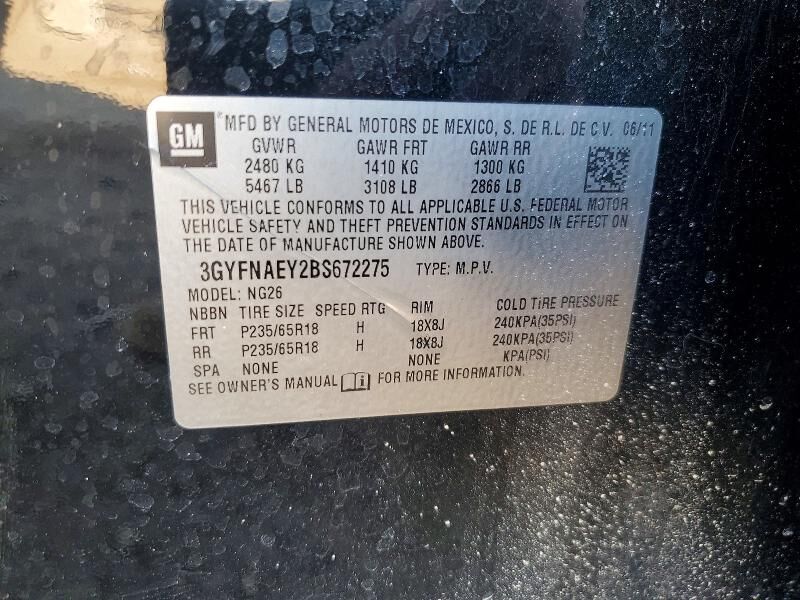 GM
® MFD BY GENERAL MOTORS DE MEXICO, S. DE R.L. DE C.V. 06/11
GVWR GAWR FRT GAWR RR
2480 KG 1410 KG 1300 KG
5467 LB 3108 LB 2866 LB
THIS VEHICLE CONFORMS TO ALL APPLICABLE U.S. FEDERAL MOTOR
VEHICLE SAFETY AND THEFT PREVENTION STANDARDS IN EFFECT ON
THE DATE OF MANUFACTURE SHOWN ABOVE.
3GYFNAEY2BS672275 TYPE: M.P.V.
MODEL: NG26
NBBN TIRE SIZE SPEED RTG RIM COLD TIRE PRESSURE
FRT P235/65R18 H 18X8J 240KPA(35PSI)
RR P235/65R18 H 18X8J 240KPA(35PSI)
SPA NONE NONE KPA(PSI)
SEE OWNER'S MANUAL FOR MORE INFORMATION.